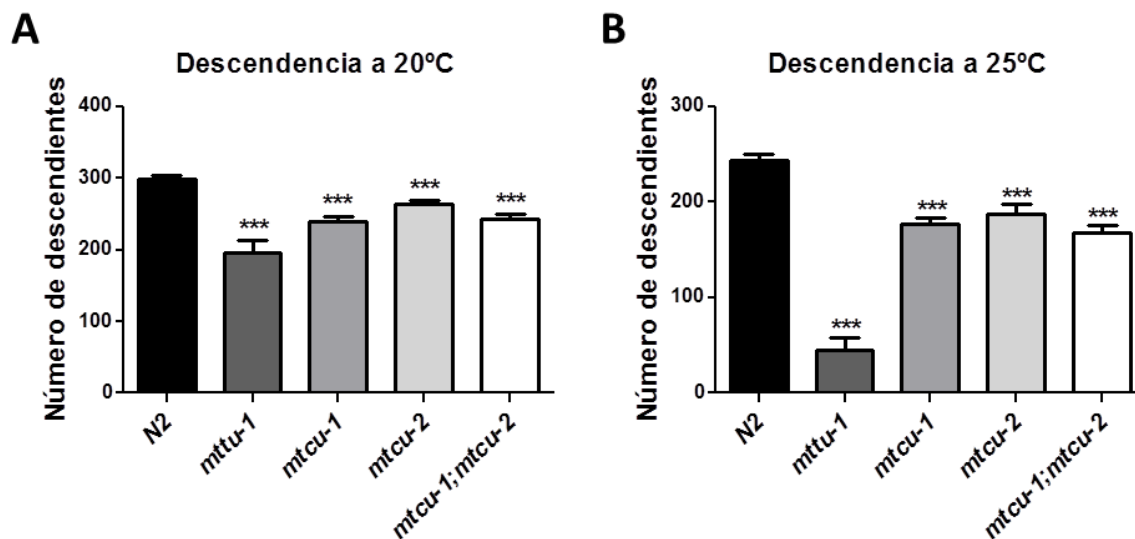 A
Descendencia a 20ºC
Número de descendientes
400
300
200
100
0
***
***
***
***
N2
mttu-1
mtcu-1
mtcu-2
mtcu-1;mtcu-2
B
Descendencia a 25ºC
Número de descendientes
300
200
100
0
***
***
***
***
N2
mttu-1
mtcu-1
mtcu-2
mtcu-1;mtcu-2